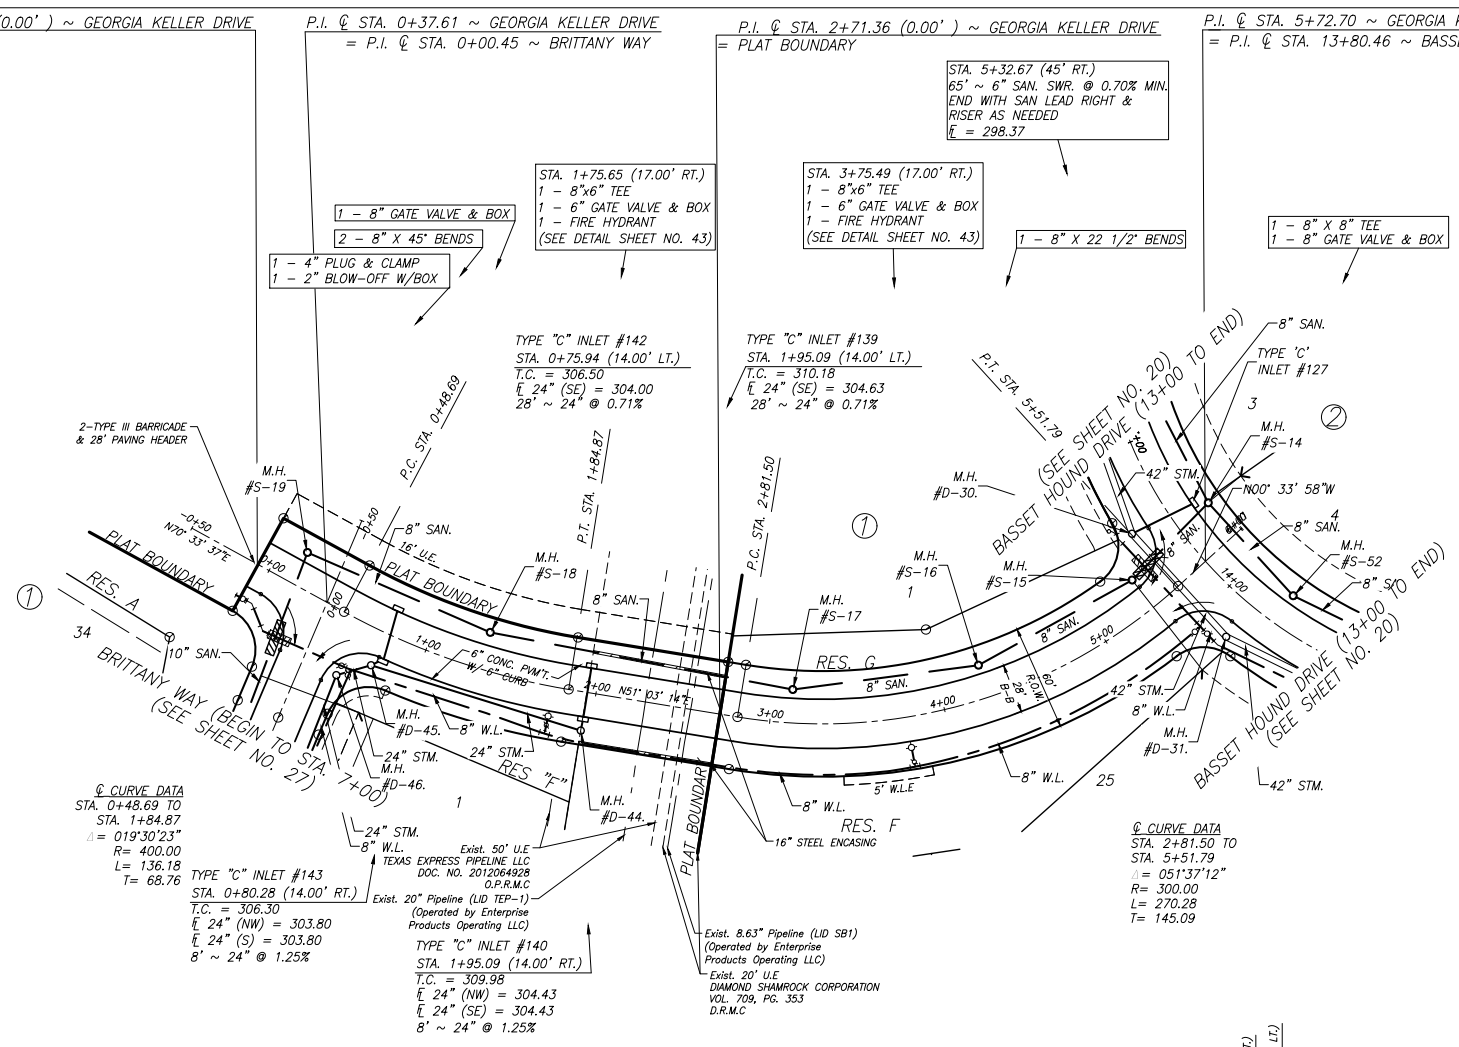 (0.00' ) ~ GEORGIA KELLER DRIVE
P.I. ℄ STA. 0+37.61 ~ GEORGIA KELLER DRIVE
= P.I. ℄ STA. 0+00.45 ~ BRITTANY WAY
P.I. ℄ STA. 2+71.36 (0.00' ) ~ GEORGIA KELLER DRIVE
= PLAT BOUNDARY
P.I. ℄ STA. 5+72.70 ~ GEORGIA K
= P.I. ℄ STA. 13+80.46 ~ BASSE
STA. 5+32.67 (45' RT.)
65' ~ 6" SAN. SWR. @ 0.70% MIN.
END WITH SAN LEAD RIGHT &
RISER AS NEEDED
FL = 298.37
STA. 1+75.65 (17.00' RT.)
1 - 8"x6" TEE
1 - 6" GATE VALVE & BOX
1 - FIRE HYDRANT
(SEE DETAIL SHEET NO. 43)
STA. 3+75.49 (17.00' RT.)
1 - 8"x6" TEE
1 - 6" GATE VALVE & BOX
1 - FIRE HYDRANT
(SEE DETAIL SHEET NO. 43)
1 - 8" GATE VALVE & BOX
2 - 8" X 45° BENDS
1 - 4" PLUG & CLAMP
1 - 2" BLOW-OFF W/BOX
1 - 8" X 22 1/2° BENDS
1 - 8" X 8" TEE
1 - 8" GATE VALVE & BOX
TYPE "C" INLET #142
STA. 0+75.94 (14.00' LT.)
T.C. = 306.50
FL 24" (SE) = 304.00
28' ~ 24" @ 0.71%
TYPE "C" INLET #139
STA. 1+95.09 (14.00' LT.)
T.C. = 310.18
FL 24" (SE) = 304.63
28' ~ 24" @ 0.71%
8" SAN.
TYPE 'C'
INLET #127
3
2
P.T. STA. 5+51.79
(SEE SHEET NO. 20)
BASSET HOUND DRIVE (13+00 TO END)
+00
M.H.
#S-14
N00° 33' 58"W
42" STM.
M.H.
#D-30.
8" SAN.
6+00
8" SAN.
4
M.H.
#S-52
8" SA
14+00
2-TYPE III BARRICADE
& 28' PAVING HEADER
M.H.
#S-19
P.C. STA. 0+48.69
P.T. STA. 1+84.87
P.C. STA. 2+81.50
1
-0+50
N70° 33' 37"E
PLAT BOUNDARY
0+00
0+50
0+00
8" SAN.
16' U.E.
PLAT BOUNDARY
M.H.
#S-18
8" SAN.
M.H.
#S-17
M.H.
#S-16
1
M.H.
#S-15
1
RES. A
34
10" SAN.
BRITTANY WAY (BEGIN TO STA. 7+00)
(SEE SHEET NO. 27)
1+00
6" CONC. PVM'T.
W/-6" CURB
2+00
N51° 03' 14"E
3+00
RES. G
8" SAN.
8" SAN.
4+00
5+00
28'
B-B
60'
R.O.W.
42" STM.
8" W.L.
M.H.
#D-31.
BASSET HOUND DRIVE (13+00 TO END)
(SEE SHEET NO. 20)
42" STM.
M.H.
#D-45.
8" W.L.
24" STM.
24" STM.
RES. "F"
M.H.
#D-46.
1
M.H.
#D-44.
PLAT BOUNDARY
8" W.L.
5' W.L.E
8" W.L.
25
RES. F
16" STEEL ENCASING
24" STM.
8" W.L.
℄ CURVE DATA
STA. 0+48.69 TO
STA. 1+84.87
Δ= 019°30'23"
R= 400.00
L= 136.18
T= 68.76
TYPE "C" INLET #143
STA. 0+80.28 (14.00' RT.)
T.C. = 306.30
FL 24" (NW) = 303.80
FL 24" (S) = 303.80
8' ~ 24" @ 1.25%
Exist. 50' U.E
TEXAS EXPRESS PIPELINE LLC
DOC. NO. 2012064928
O.P.R.M.C
Exist. 20" Pipeline (LID TEP-1)
(Operated by Enterprise
Products Operating LLC)
TYPE "C" INLET #140
STA. 1+95.09 (14.00' RT.)
T.C. = 309.98
FL 24" (NW) = 304.43
FL 24" (SE) = 304.43
8' ~ 24" @ 1.25%
Exist. 8.63" Pipeline (LID SB1)
(Operated by Enterprise
Products Operating LLC)
Exist. 20' U.E
DIAMOND SHAMROCK CORPORATION
VOL. 709, PG. 353
D.R.M.C
℄ CURVE DATA
STA. 2+81.50 TO
STA. 5+51.79
Δ= 051°37'12"
R= 300.00
L= 270.28
T= 145.09
LT.)